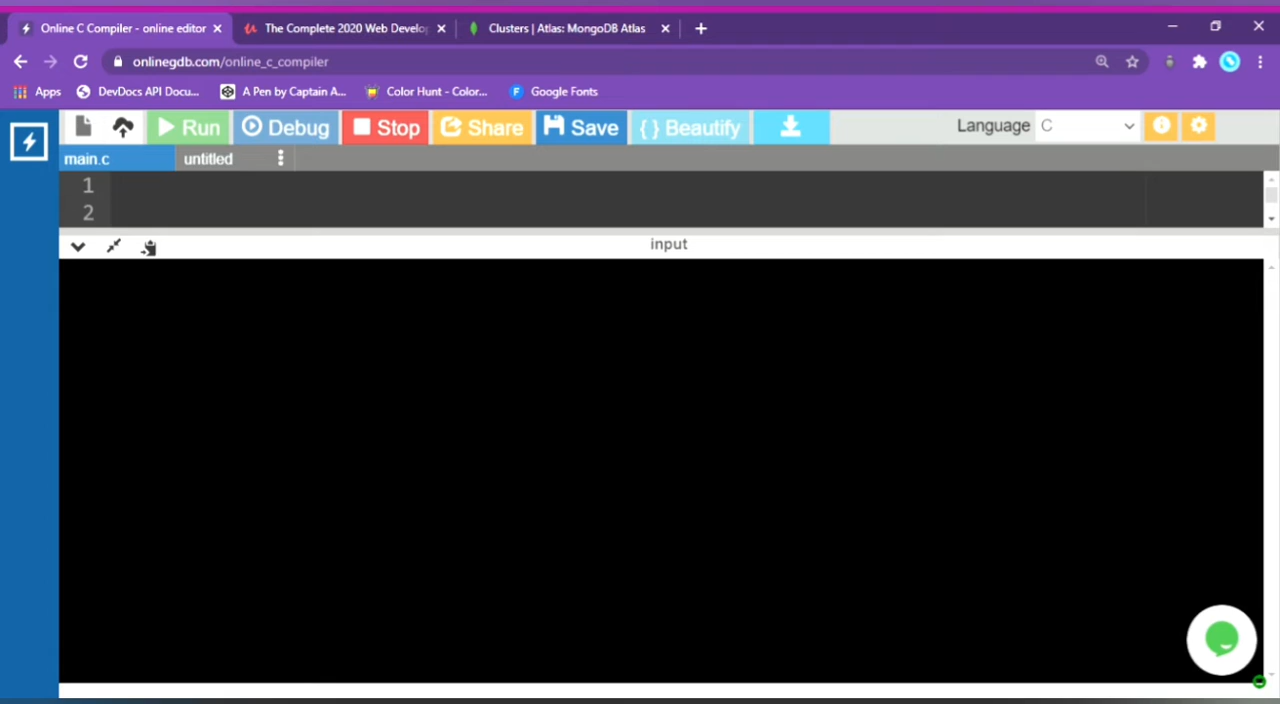 Online C Compiler - online editor
The Complete 2020 Web Develo
Clusters | Atlas: MongoDB Atlas
onlinegdb.com/online_c_compiler
Apps
DevDocs API Docu...
A Pen by Captain A...
Color Hunt - Color...
Google Fonts
Run
Debug
Stop
Share
Save
{ } Beautify
Language C
main.c
untitled
1
2
input